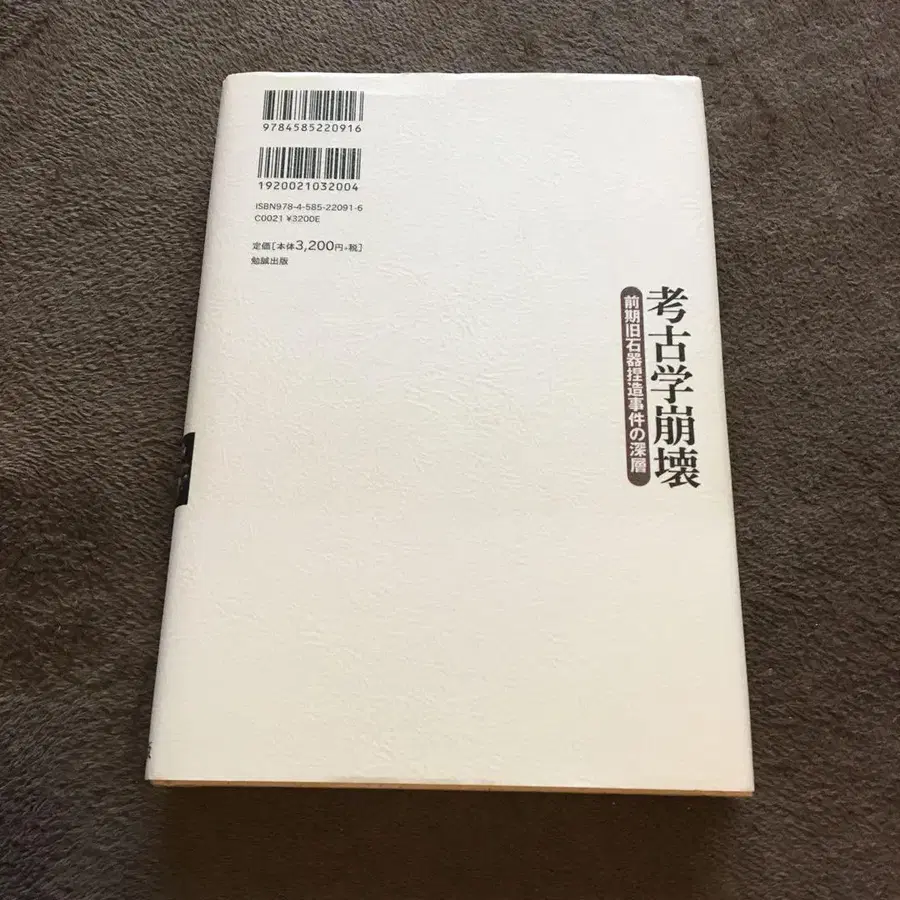 9784585220916
1920021032004
ISBN978-4-585-22091-6
C0021 ¥3200E
定価[本体3,200円+税]
勉誠出版
考古学崩壊
前期旧石器捏造事件の深層